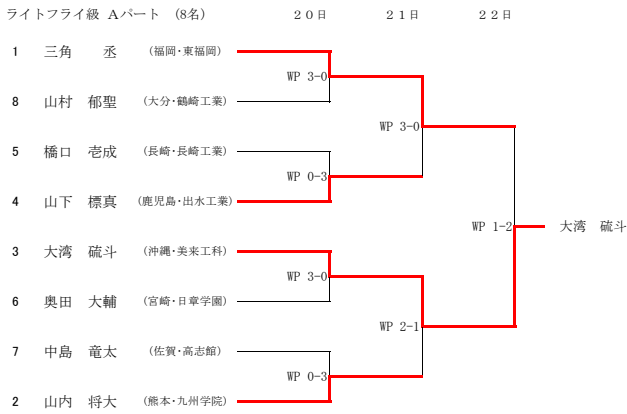 ライトフライ級 Aパート (8名) 20日 21日 22日
1 三角 丞 (福岡・東福岡)
WP 3-0
8 山村 郁聖 (大分・鶴崎工業)
WP 3-0
5 橋口 壱成 (長崎・長崎工業)
WP 0-3
4 山下 標真 (鹿児島・出水工業)
WP 1-2 大湾 硫斗
3 大湾 硫斗 (沖縄・美来工科)
WP 3-0
6 奥田 大輔 (宮崎・日章学園)
WP 2-1
7 中島 竜太 (佐賀・高志館)
WP 0-3
2 山内 将大 (熊本・九州学院)